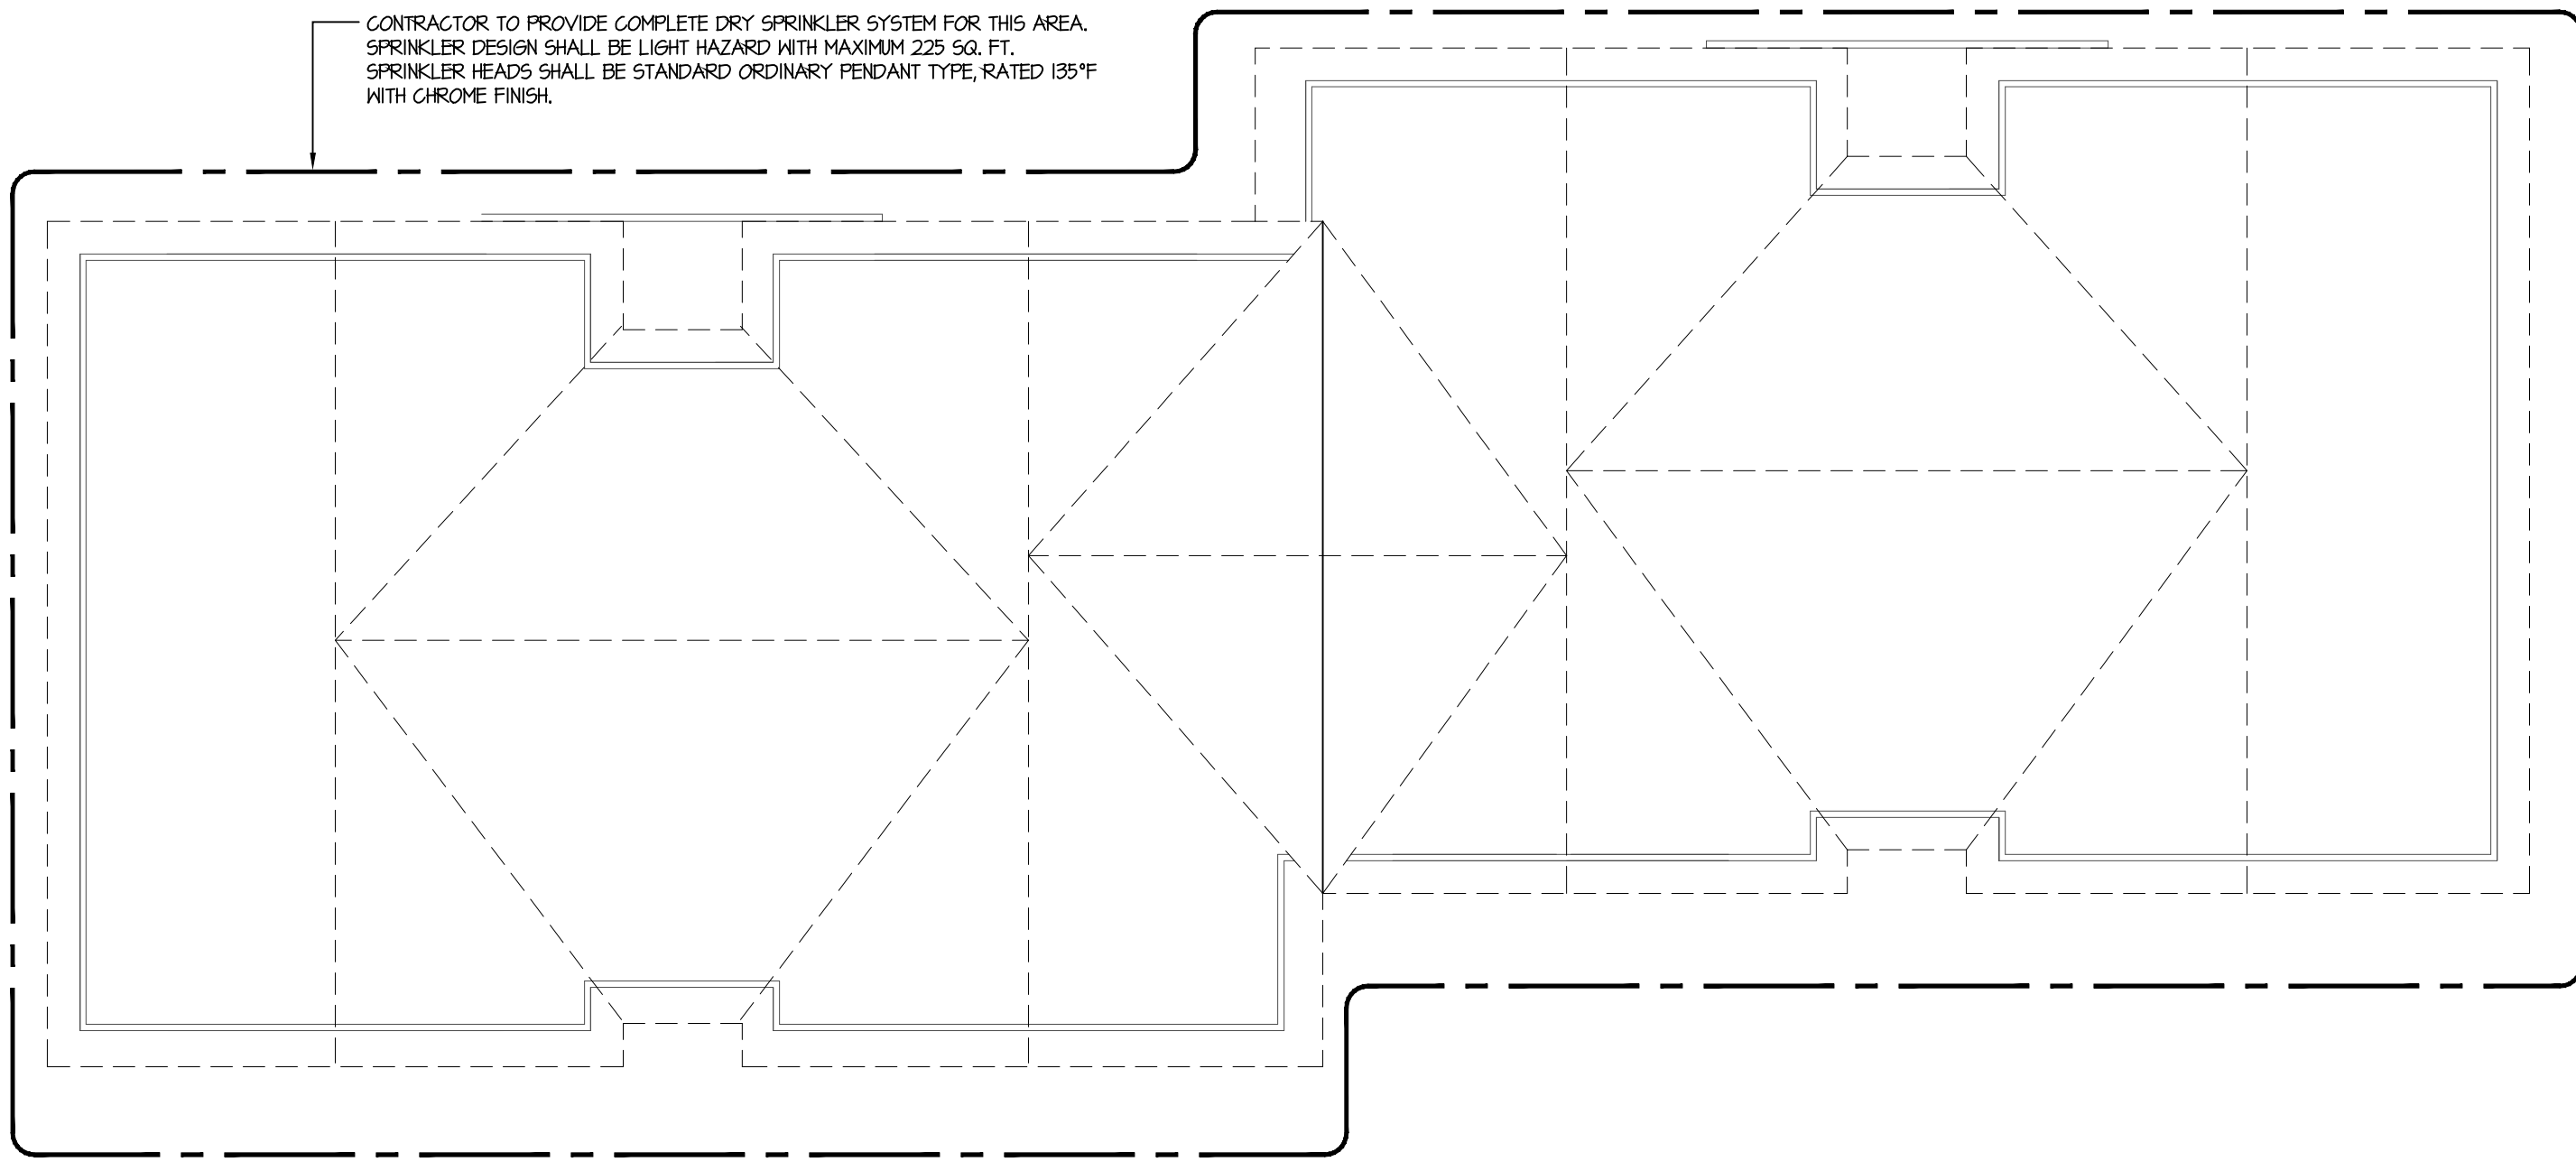 CONTRACTOR TO PROVIDE COMPLETE DRY SPRINKLER SYSTEM FOR THIS AREA.
SPRINKLER DESIGN SHALL BE LIGHT HAZARD WITH MAXIMUM 225 SQ. FT.
SPRINKLER HEADS SHALL BE STANDARD ORDINARY PENDANT TYPE, RATED 135°F
WITH CHROME FINISH.